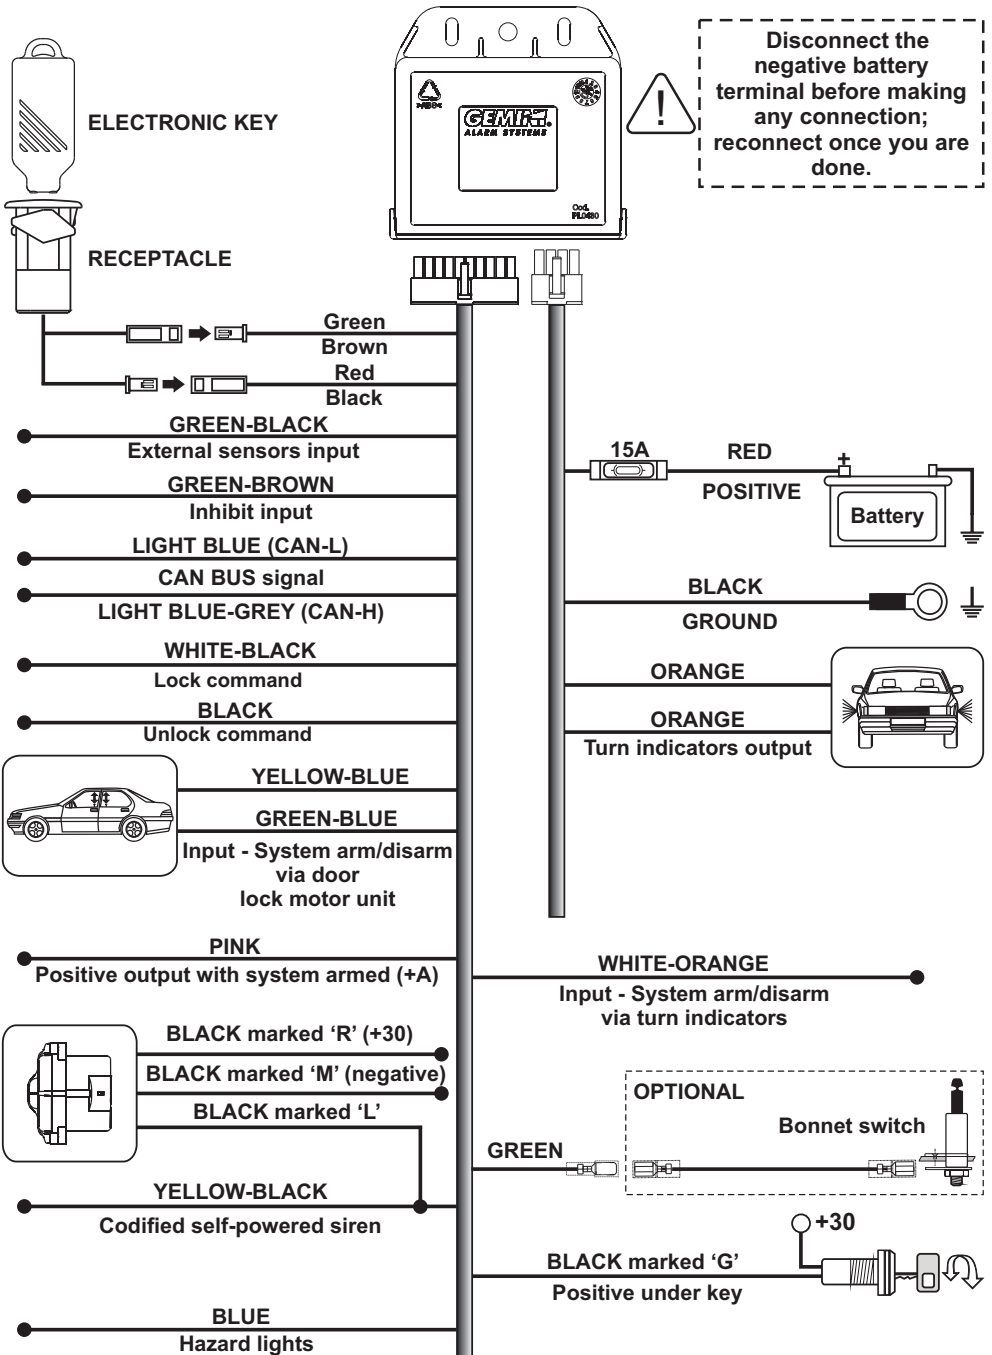 ELECTRONIC KEY
RECEPTACLE
>ABS<
GEMINI.
ALARM SYSTEMS
Cod.
!
Disconnect the
negative battery
terminal before making
any connection;
reconnect once you are
done.
Green
Brown
Red
Black
GREEN-BLACK
External sensors input
GREEN-BROWN
Inhibit input
LIGHT BLUE (CAN-L)
CAN BUS signal
LIGHT BLUE-GREY (CAN-H)
WHITE-BLACK
Lock command
BLACK
Unlock command
YELLOW-BLUE
GREEN-BLUE
Input - System arm/disarm
via door
lock motor unit
PINK
Positive output with system armed (+A)
BLACK marked ‘R’ (+30)
BLACK marked ‘M’ (negative)
BLACK marked ‘L’
YELLOW-BLACK
Codified self-powered siren
BLUE
Hazard lights
15A
RED
POSITIVE
+
Battery
BLACK
GROUND
ORANGE
ORANGE
Turn indicators output
WHITE-ORANGE
Input - System arm/disarm
via turn indicators
OPTIONAL
Bonnet switch
GREEN
+30
BLACK marked ‘G’
Positive under key